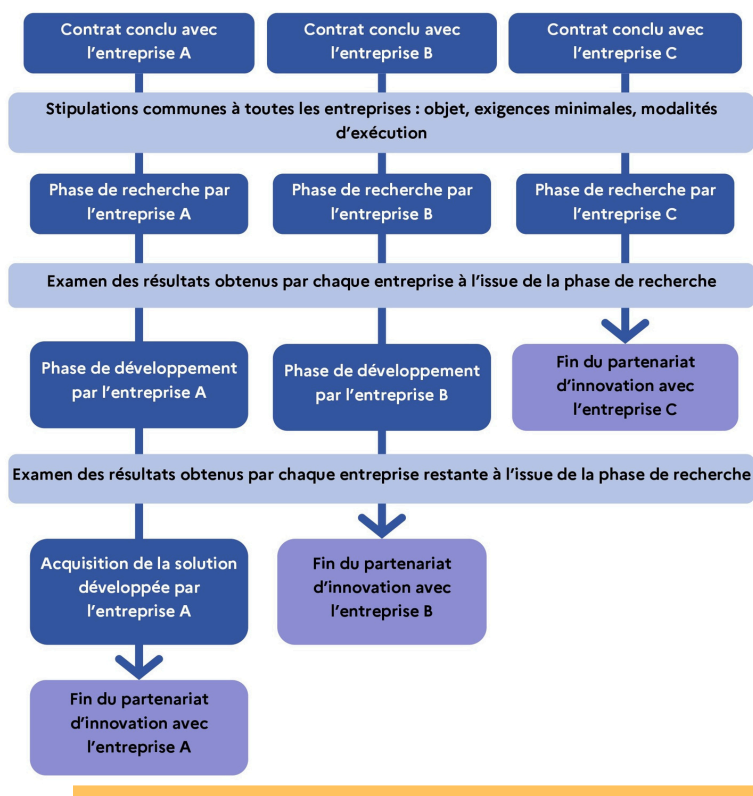 Contrat conclu avec
l'entreprise A
Contrat conclu avec
l'entreprise B
Contrat conclu avec
l'entreprise C
Stipulations communes à toutes les entreprises : objet, exigences minimales, modalités
d'exécution
Phase de recherche par
l'entreprise A
Phase de recherche par
l'entreprise B
Phase de recherche par
l'entreprise C
Examen des résultats obtenus par chaque entreprise à l'issue de la phase de recherche
Phase de développement
par l'entreprise A
Phase de développement
par l'entreprise B
Fin du partenariat
d'innovation avec
l'entreprise C
Examen des résultats obtenus par chaque entreprise restante à l'issue de la phase de recherche
Acquisition de la solution
développée par
l'entreprise A
Fin du partenariat
d'innovation avec
l'entreprise B
Fin du partenariat
d'innovation avec
l'entreprise A